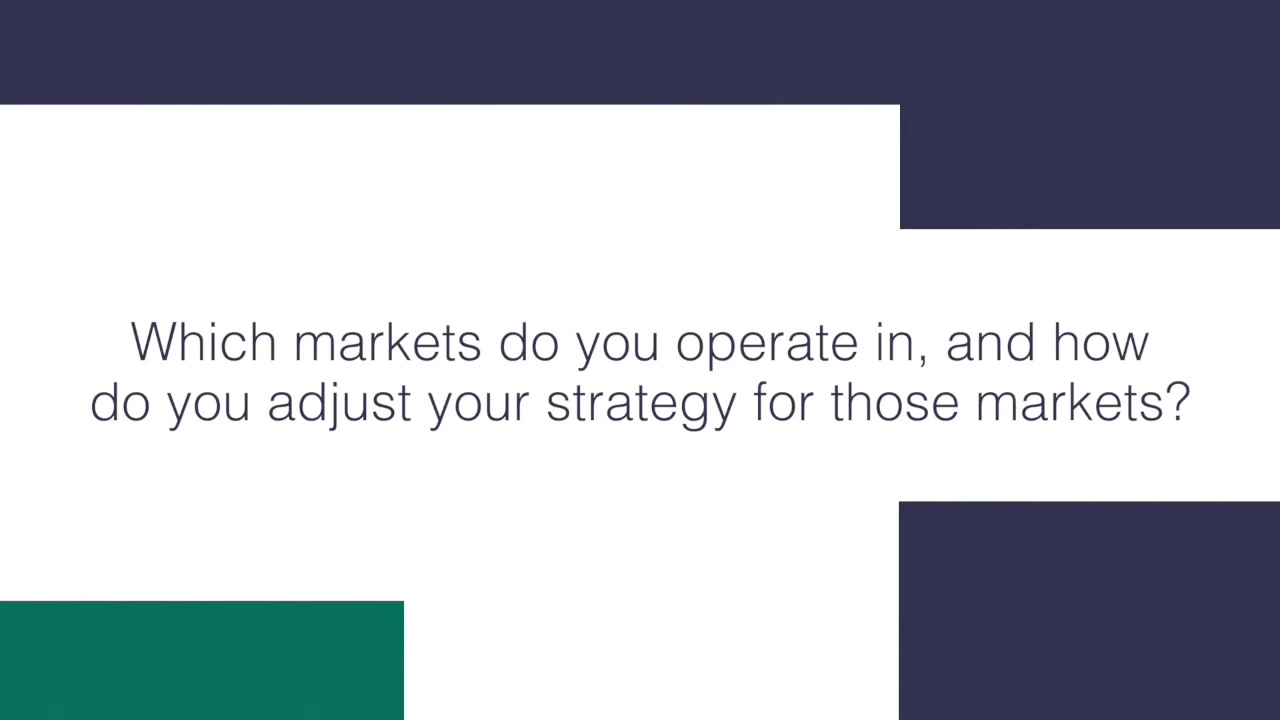 Which markets do you operate in, and how
do you adjust your strategy for those markets?